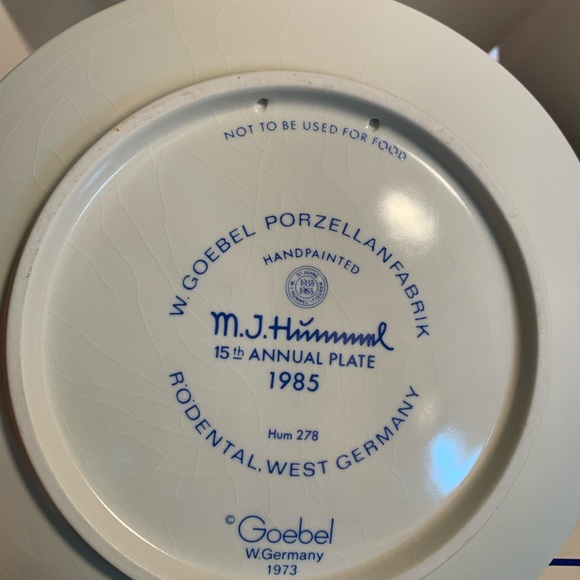 NOT TO BE USED FOR FOOD
W. GOEBEL PORZELLANFABRIK
HANDPAINTED
M.J. Hummel
15th ANNUAL PLATE
1985
Hum 278
RÖDENTAL, WEST GERMANY
© Goebel
W. Germany
1973